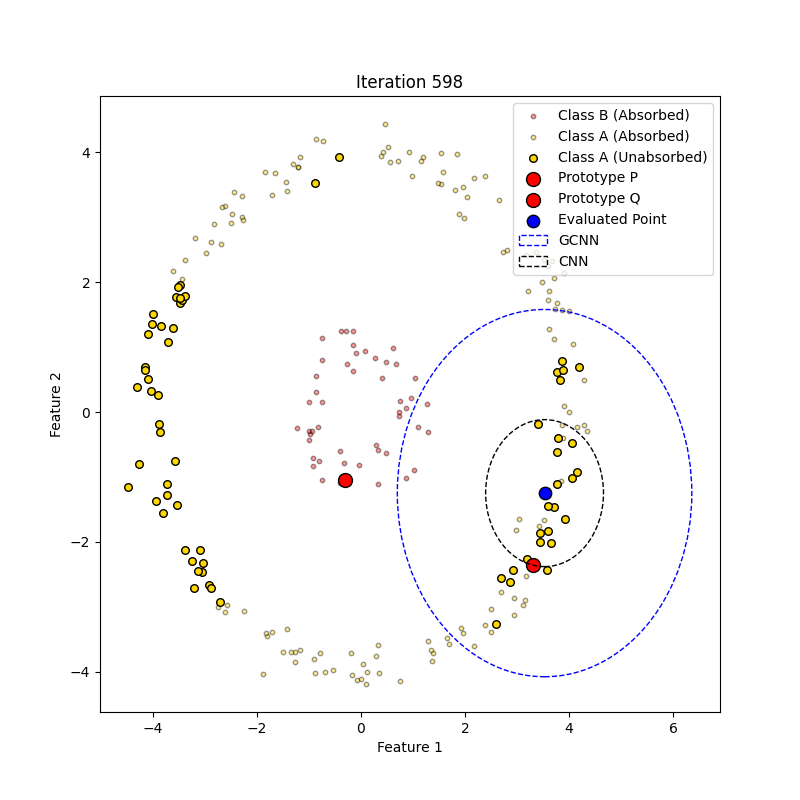 Iteration 598
Class B (Absorbed)
Class A (Absorbed)
Class A (Unabsorbed)
Prototype P
Prototype Q
Evaluated Point
GCNN
CNN
4
2
0
−2
−4
Feature 2
−4 −2 0 2 4 6
Feature 1